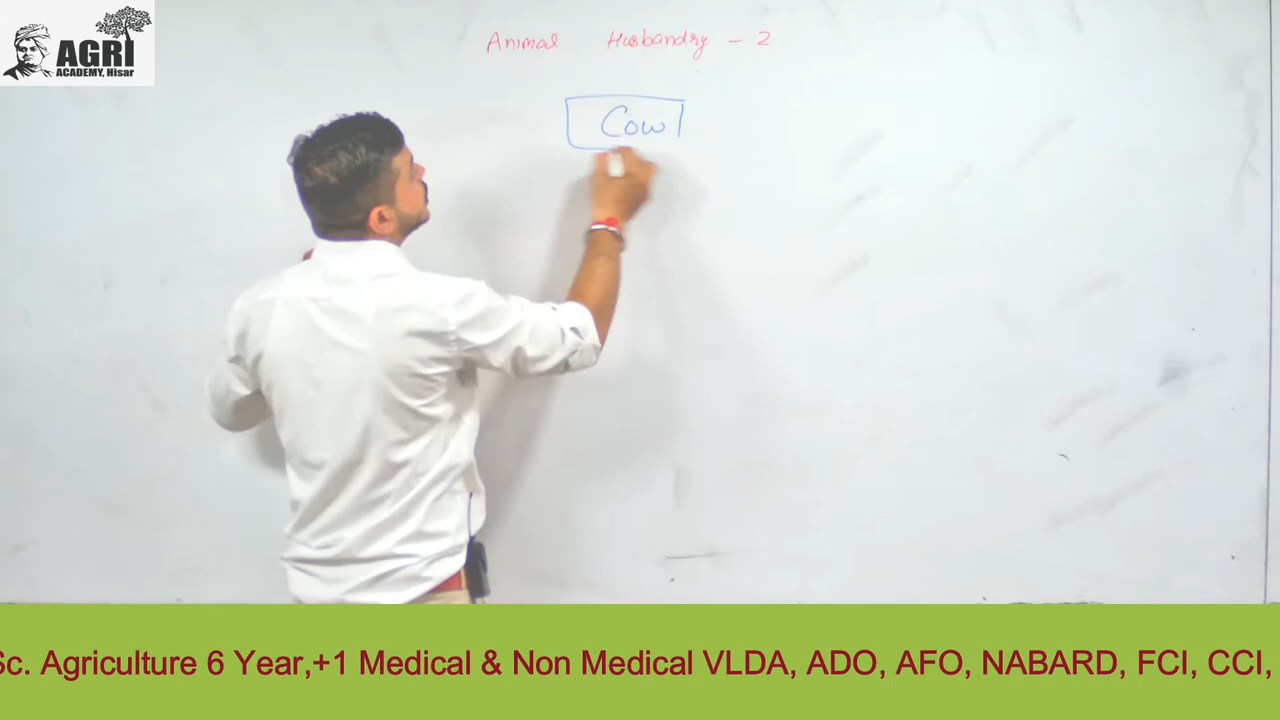 AGRI
ACADEMY, Hisar
Animal Husbandry - 2
Cow
Sc. Agriculture 6 Year,+1 Medical & Non Medical VLDA, ADO, AFO, NABARD, FCI, CCI,